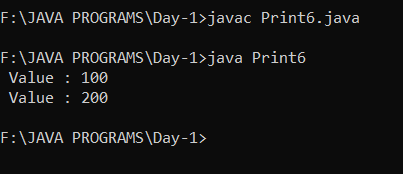 F:\JAVA PROGRAMS\Day-1>javac Print6.java
F:\JAVA PROGRAMS\Day-1>java Print6
Value : 100
Value : 200
F:\JAVA PROGRAMS\Day-1>